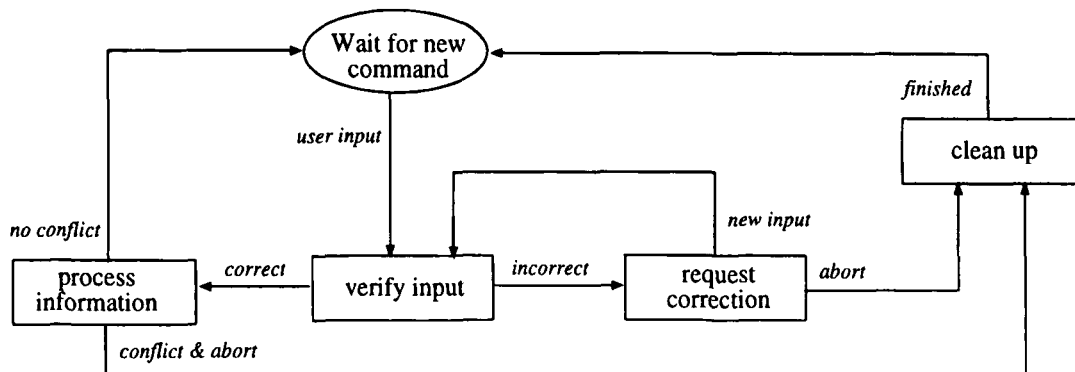 Wait for new
command
finished
user input
clean up
new input
no conflict
process
information
correct
verify input
incorrect
request
correction
abort
conflict & abort